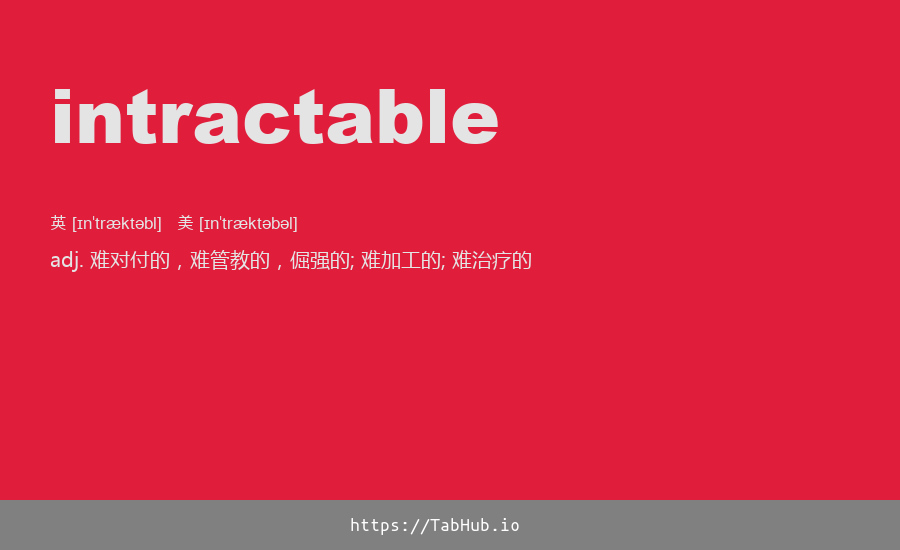 intractable
英 [ɪn'træktəbl]   美 [ɪn'træktəbəl]
adj. 难对付的，难管教的，倔强的; 难加工的; 难治疗的
https://TabHub.io